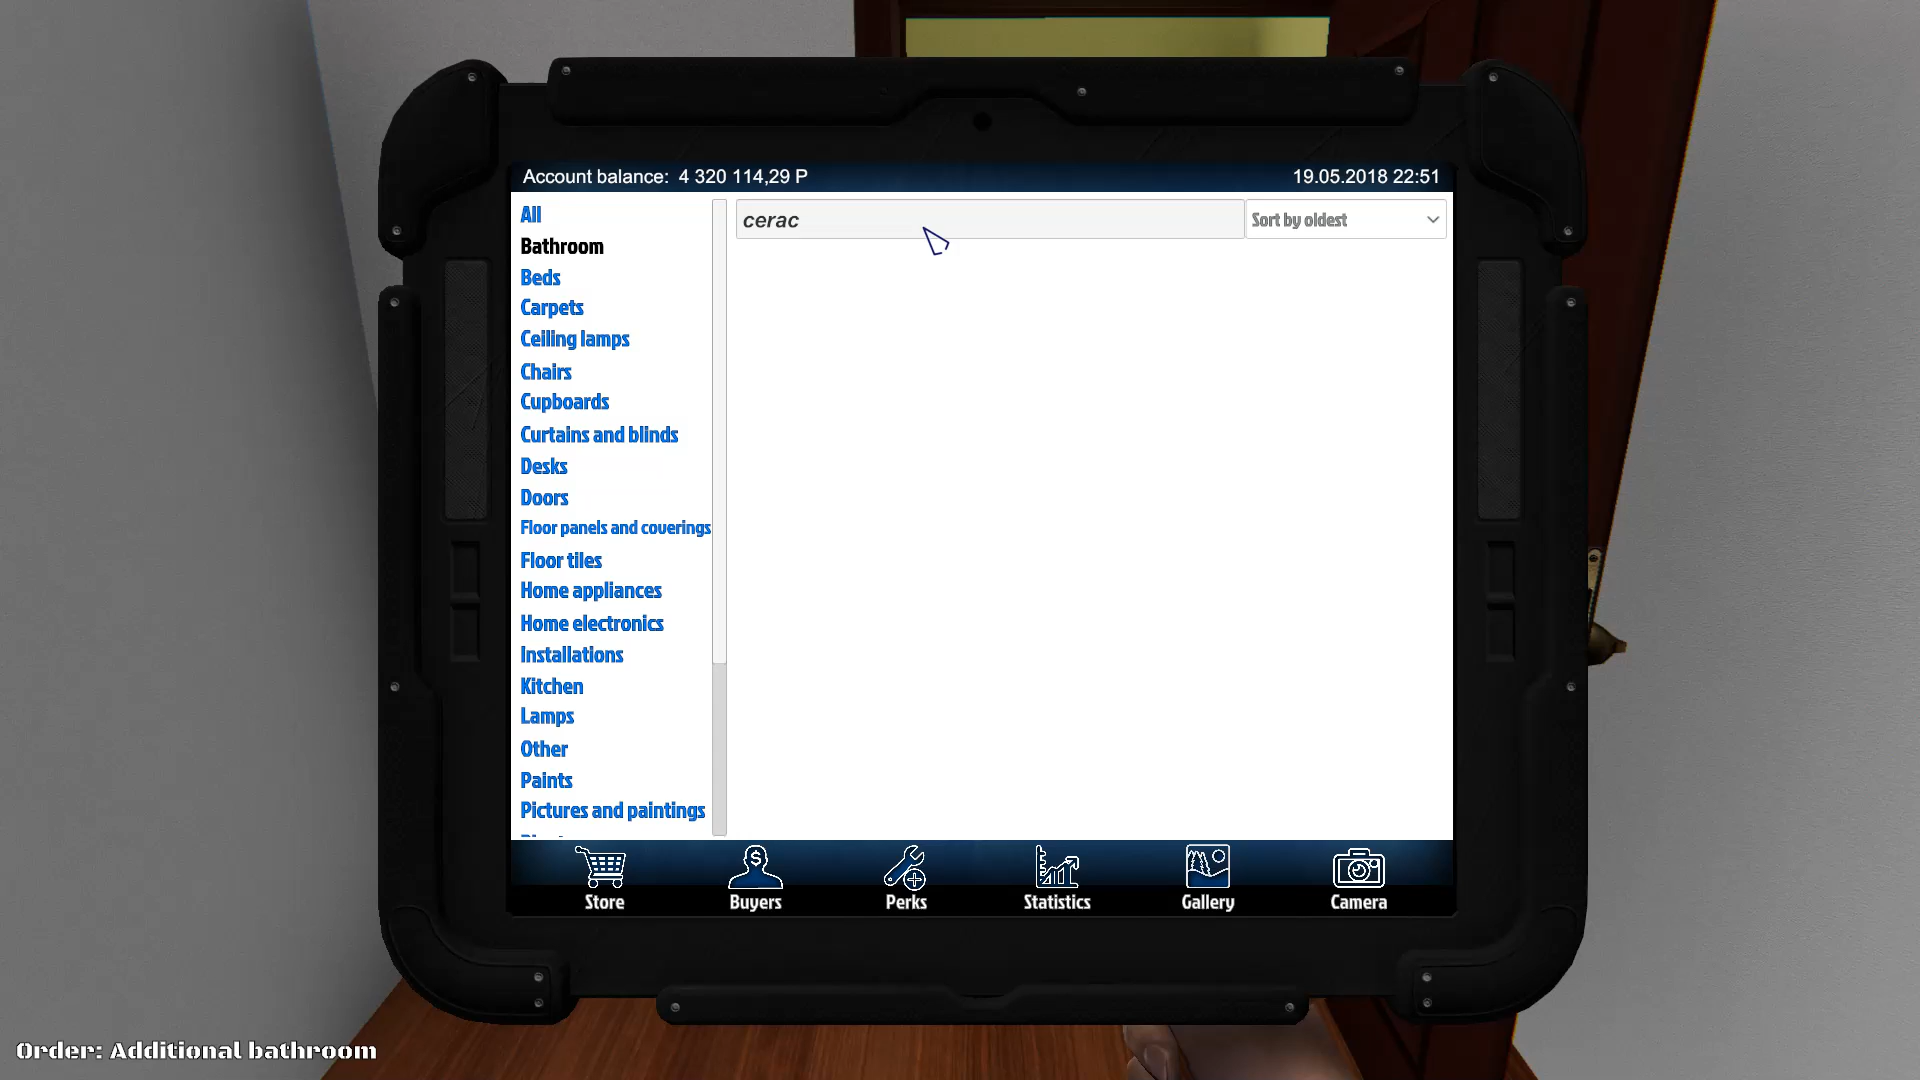 Account balance: 4 320 114,29 P
19.05.2018 22:51
All
Bathroom
Beds
Carpets
Ceiling lamps
Chairs
Cupboards
Curtains and blinds
Desks
Doors
Floor panels and coverings
Floor tiles
Home appliances
Home electronics
Installations
Kitchen
Lamps
Other
Paints
Pictures and paintings
cerac
Sort by oldest
Store
Buyers
Perks
Statistics
Gallery
Camera
Order: Additional bathroom